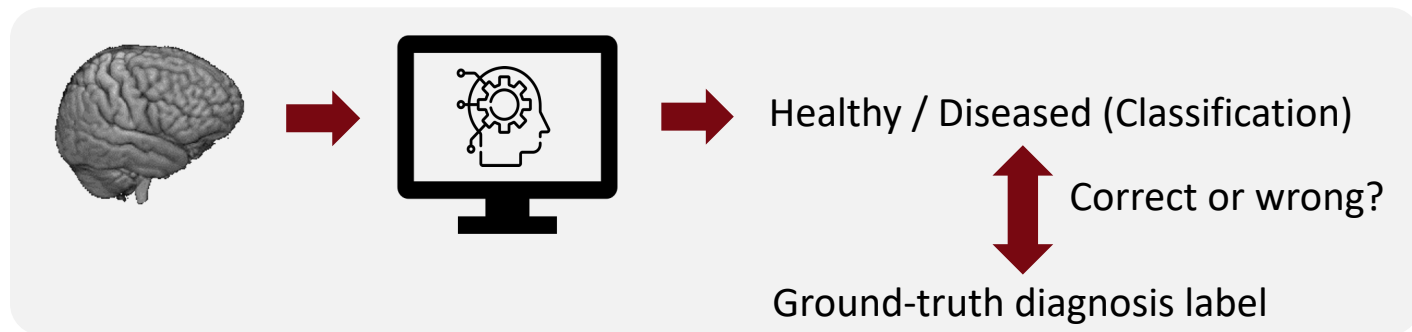 Healthy / Diseased (Classification)
Correct or wrong?
Ground-truth diagnosis label